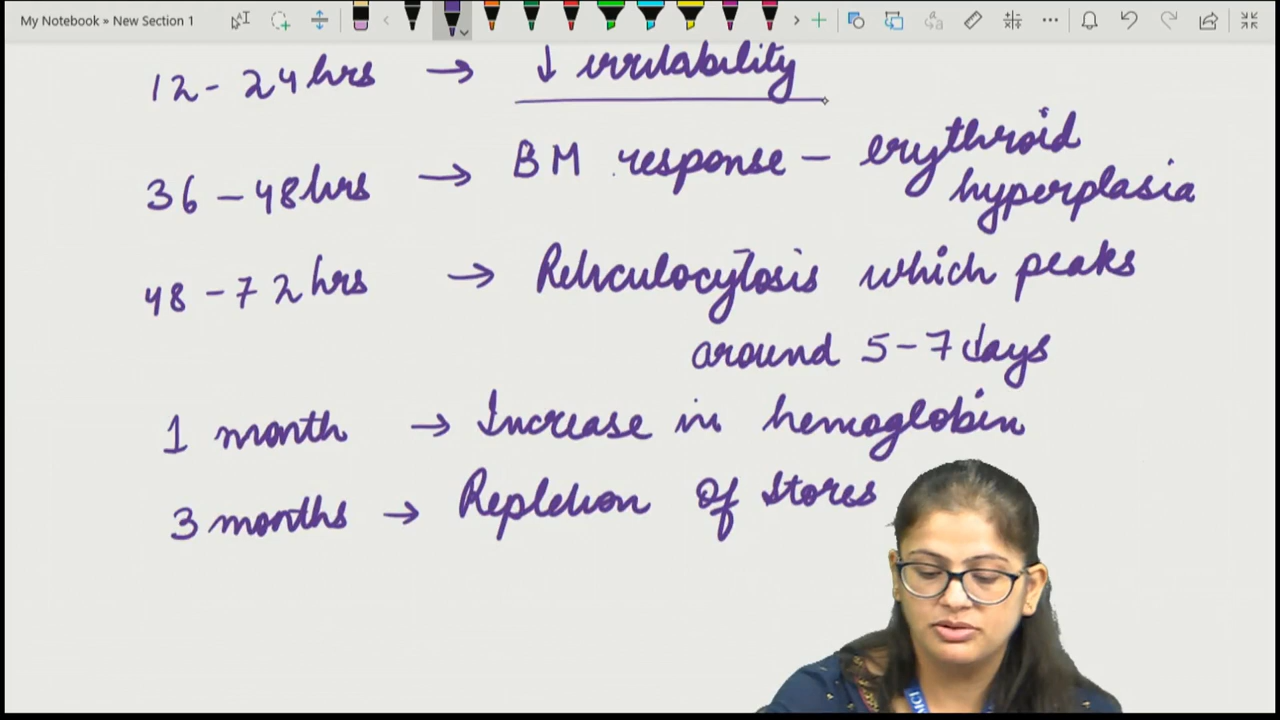 My Notebook » New Section 1
12 - 24 hrs → ↓ irritability
36 - 48 hrs → BM response - erythroid
hyperplasia
48 - 72 hrs → Reticulocytosis which peaks
around 5-7 days
1 month → Increase in hemoglobin
3 months → Repletion of stores